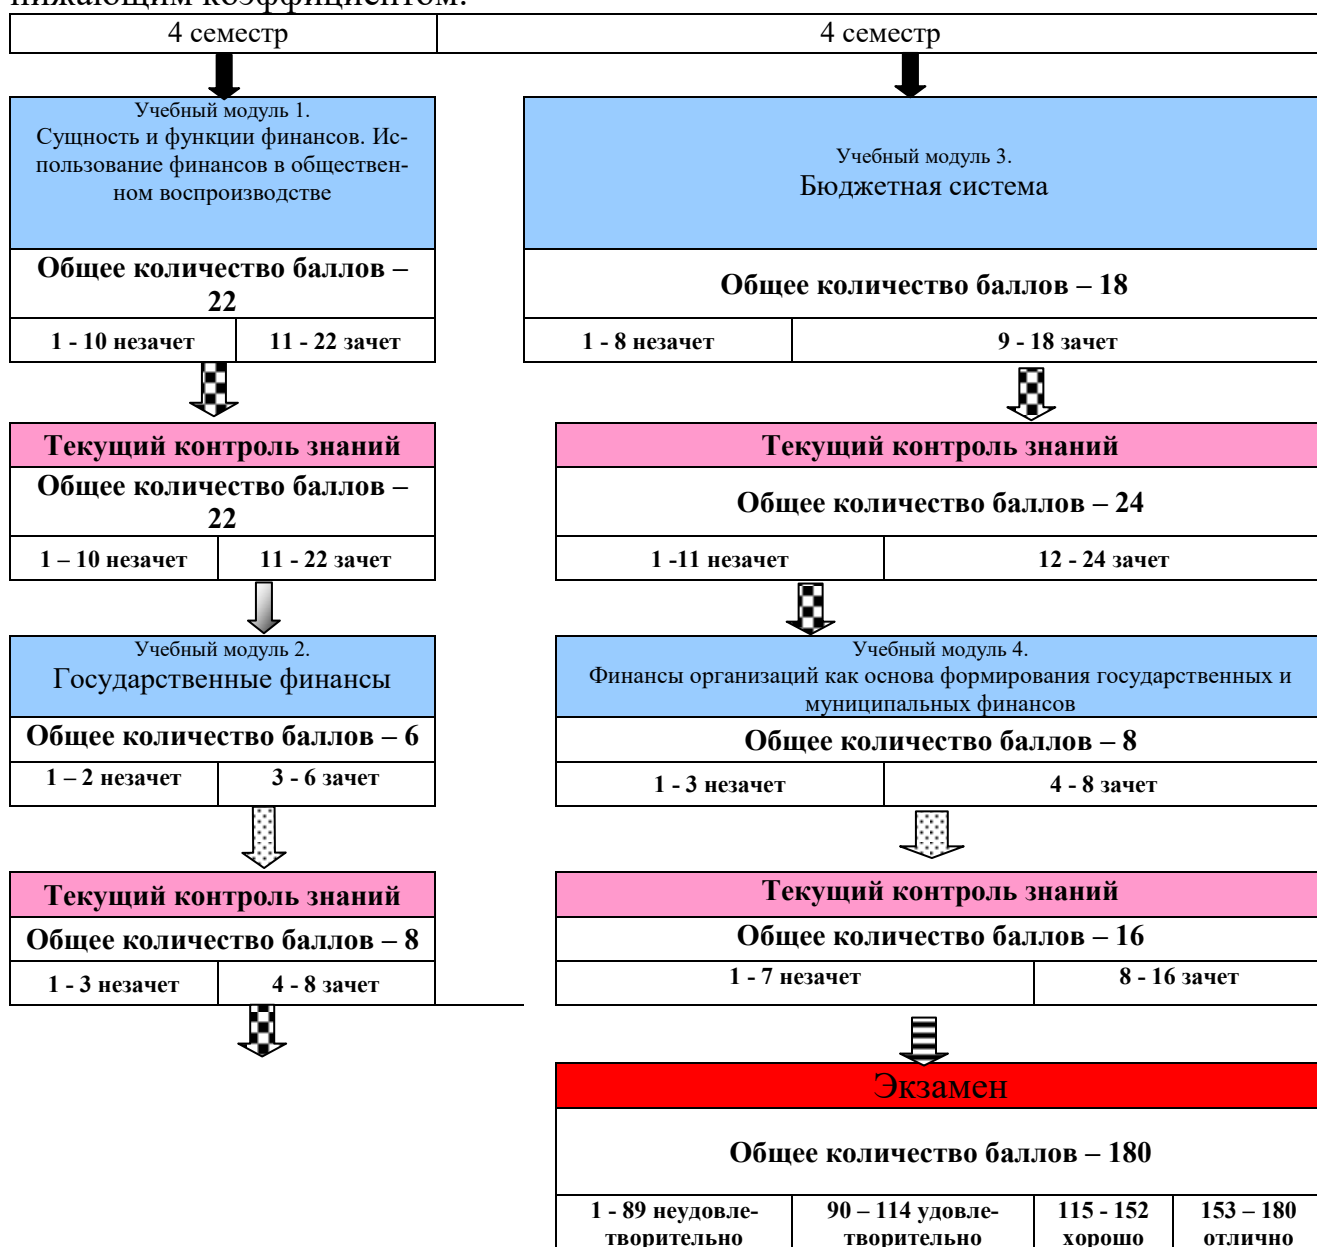 нижающим коэффициентом.
4 семестр
4 семестр
Учебный модуль 1.
Сущность и функции финансов. Ис-
пользование финансов в обществен-
ном воспроизводстве
Общее количество баллов –
22
1 - 10 незачет
11 - 22 зачет
Текущий контроль знаний
Общее количество баллов –
22
1 – 10 незачет
11 - 22 зачет
Учебный модуль 2.
Государственные финансы
Общее количество баллов – 6
1 – 2 незачет
3 - 6 зачет
Текущий контроль знаний
Общее количество баллов – 8
1 - 3 незачет
4 - 8 зачет
Учебный модуль 3.
Бюджетная система
Общее количество баллов – 18
1 - 8 незачет
9 - 18 зачет
Текущий контроль знаний
Общее количество баллов – 24
1 -11 незачет
12 - 24 зачет
Учебный модуль 4.
Финансы организаций как основа формирования государственных и
муниципальных финансов
Общее количество баллов – 8
1 - 3 незачет
4 - 8 зачет
Текущий контроль знаний
Общее количество баллов – 16
1 - 7 незачет
8 - 16 зачет
Экзамен
Общее количество баллов – 180
1 - 89 неудовле-
творительно
90 – 114 удовле-
творительно
115 - 152
хорошо
153 – 180
отлично